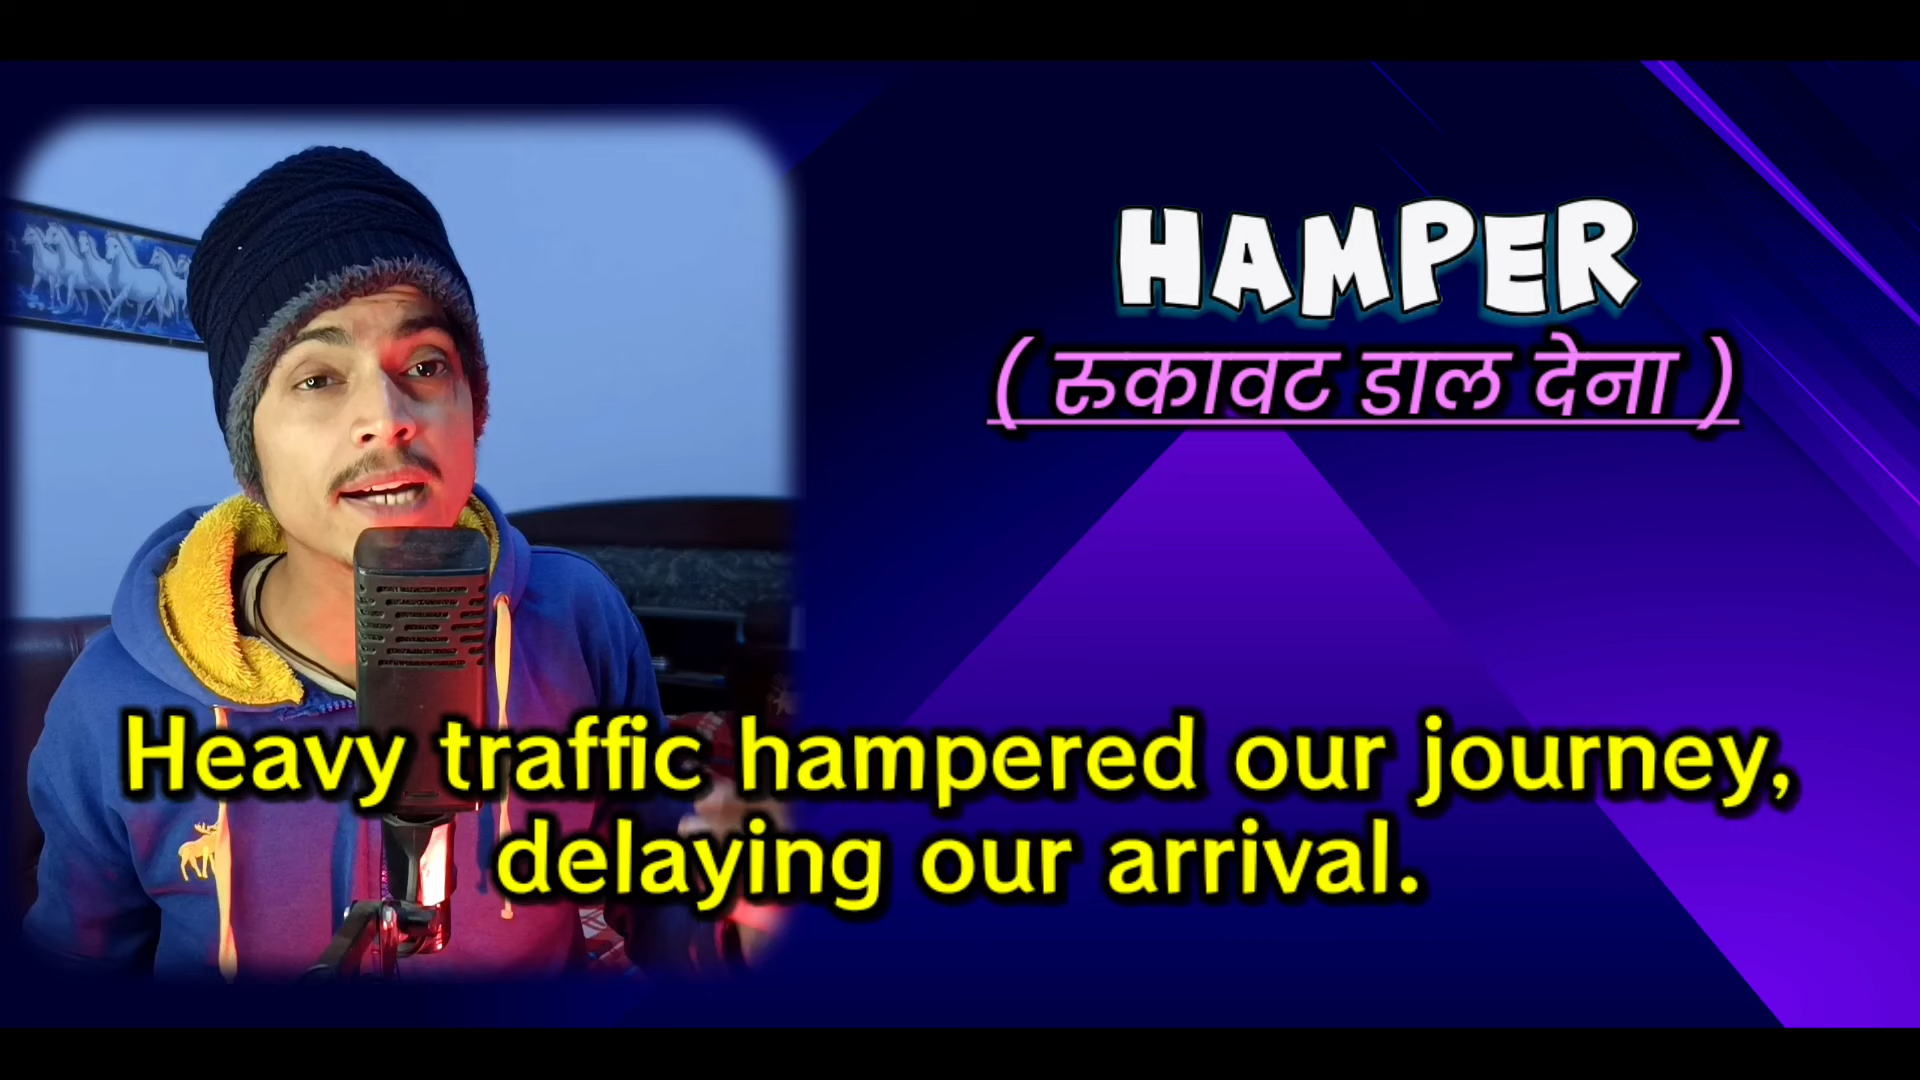 HAMPER
( रुकावट डाल देना )
Heavy traffic hampered our journey,
delaying our arrival.